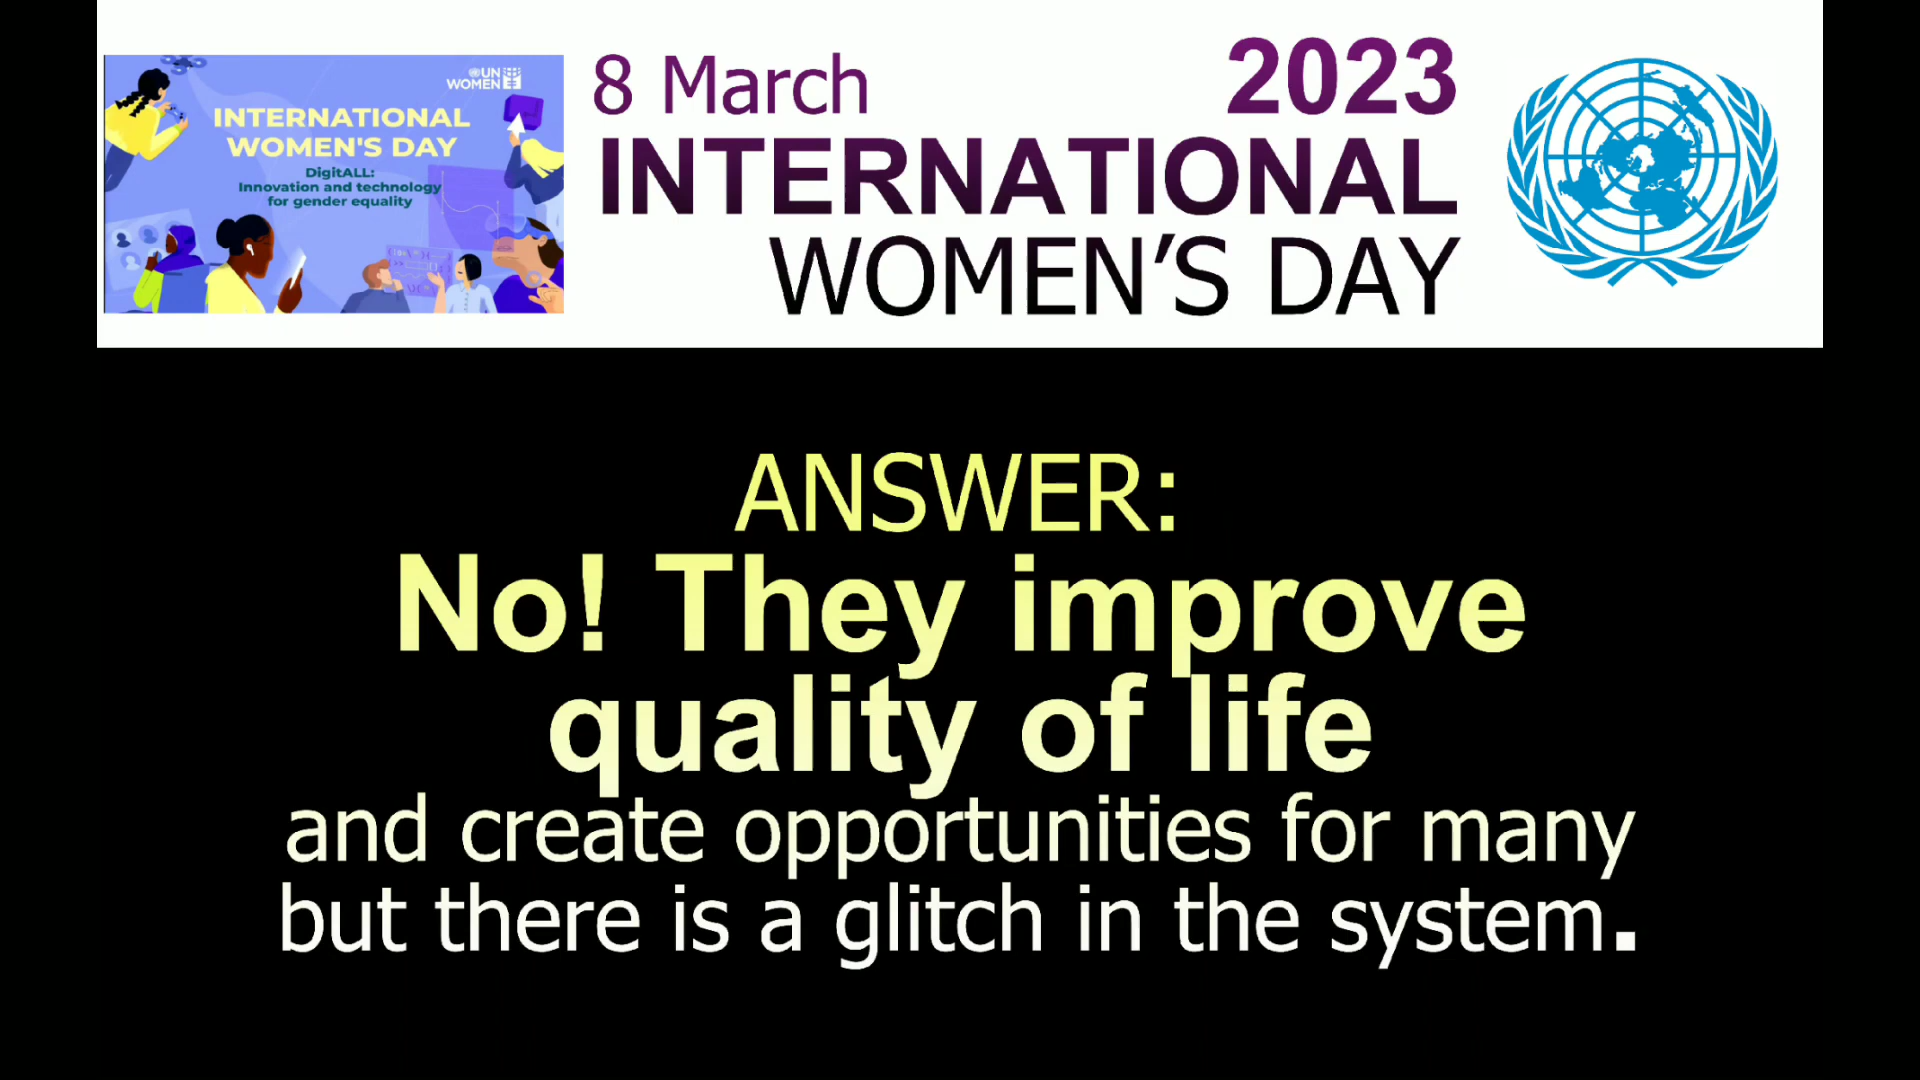 UN
WOMEN
INTERNATIONAL
WOMEN'S DAY
DigitALL:
Innovation and technology
for gender equality
8 March
2023
INTERNATIONAL
WOMEN’S DAY
ANSWER:
No! They improve
quality of life
and create opportunities for many
but there is a glitch in the system.